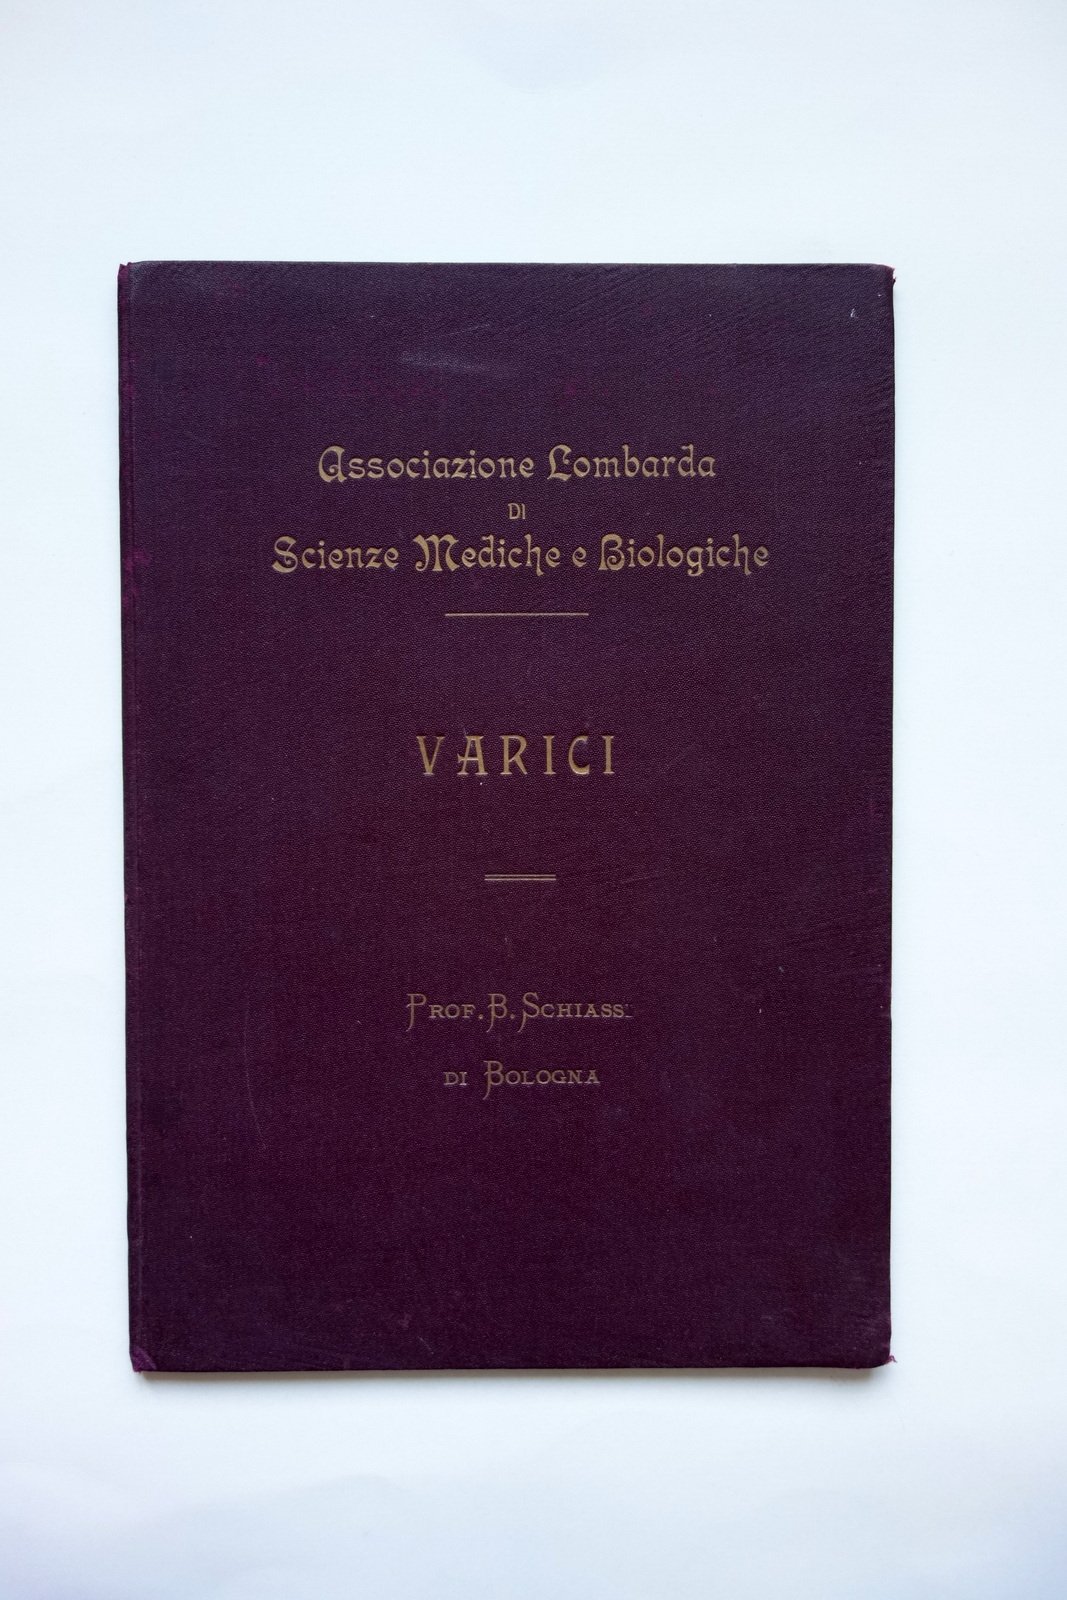 Associazione Lombarda
DI
Scienze Mediche e Biologiche
VARICI
PROF. B. SCHIASSI
DI BOLOGNA